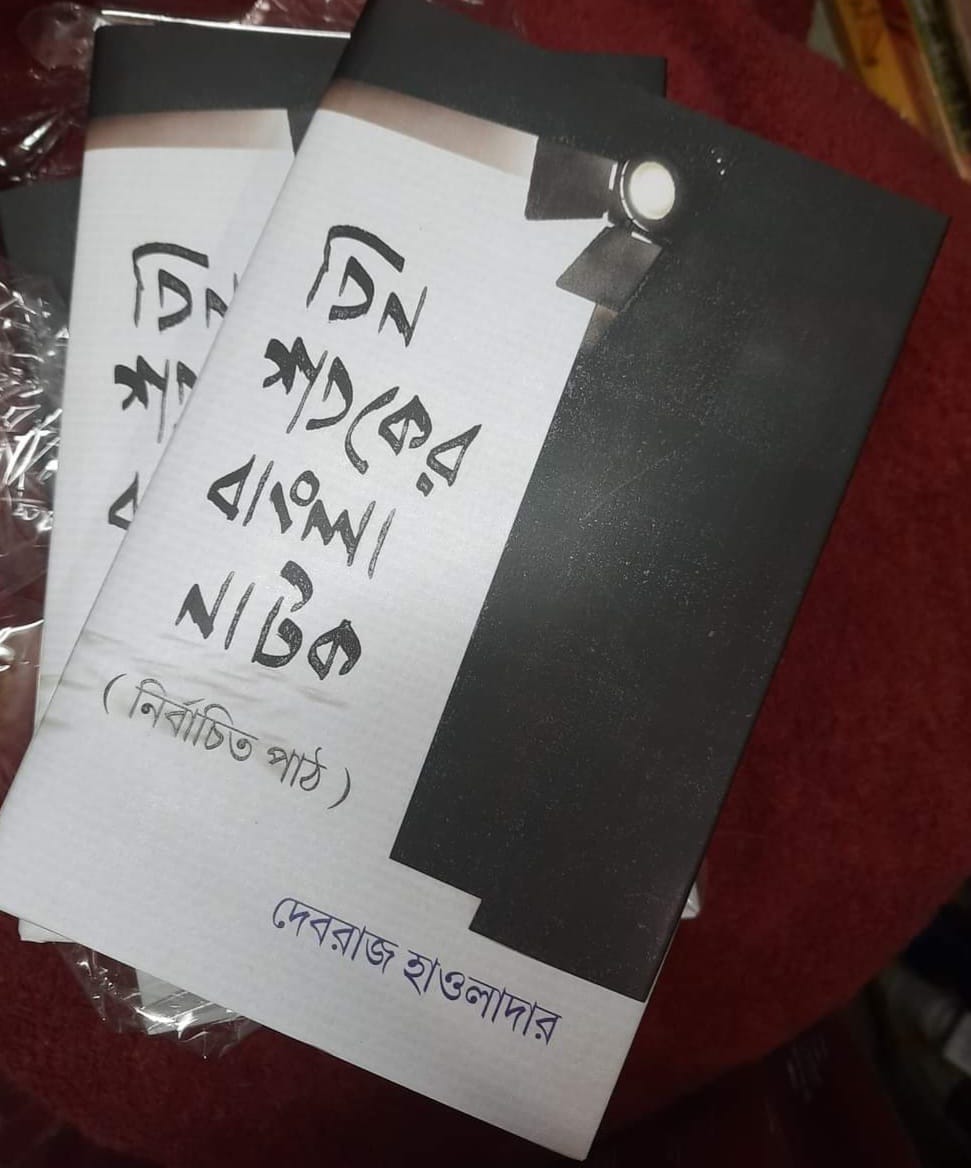 তিন
শতকের
বাংলা
নাটক
( নির্বাচিত পাঠ )
দেবরাজ হাওলাদার